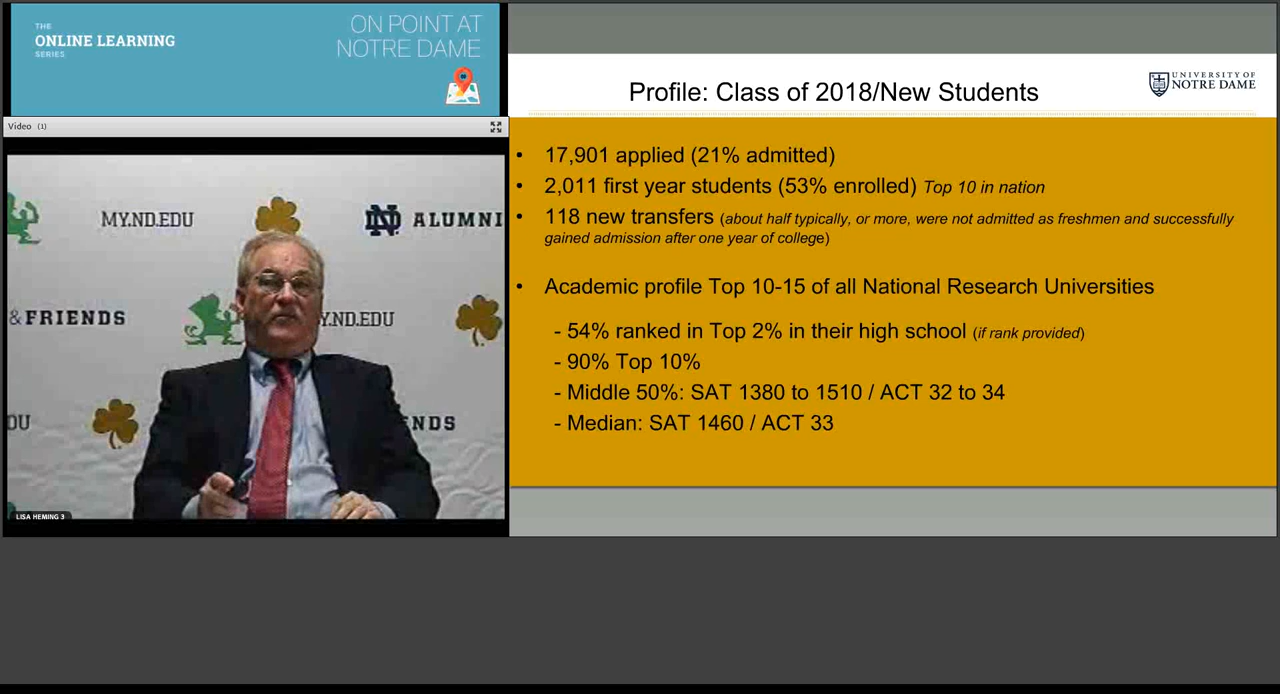 THE
ONLINE LEARNING
SERIES
ON POINT AT
NOTRE DAME
Video (1)
MY.ND.EDU
ND ALUMNI
& FRIENDS
Y.ND.EDU
OU
NDS
LISA HEMING 3
Profile: Class of 2018/New Students
UNIVERSITY OF
NOTRE DAME
• 17,901 applied (21% admitted)
• 2,011 first year students (53% enrolled) Top 10 in nation
• 118 new transfers (about half typically, or more, were not admitted as freshmen and successfully
gained admission after one year of college)
• Academic profile Top 10-15 of all National Research Universities
- 54% ranked in Top 2% in their high school (if rank provided)
- 90% Top 10%
- Middle 50%: SAT 1380 to 1510 / ACT 32 to 34
- Median: SAT 1460 / ACT 33